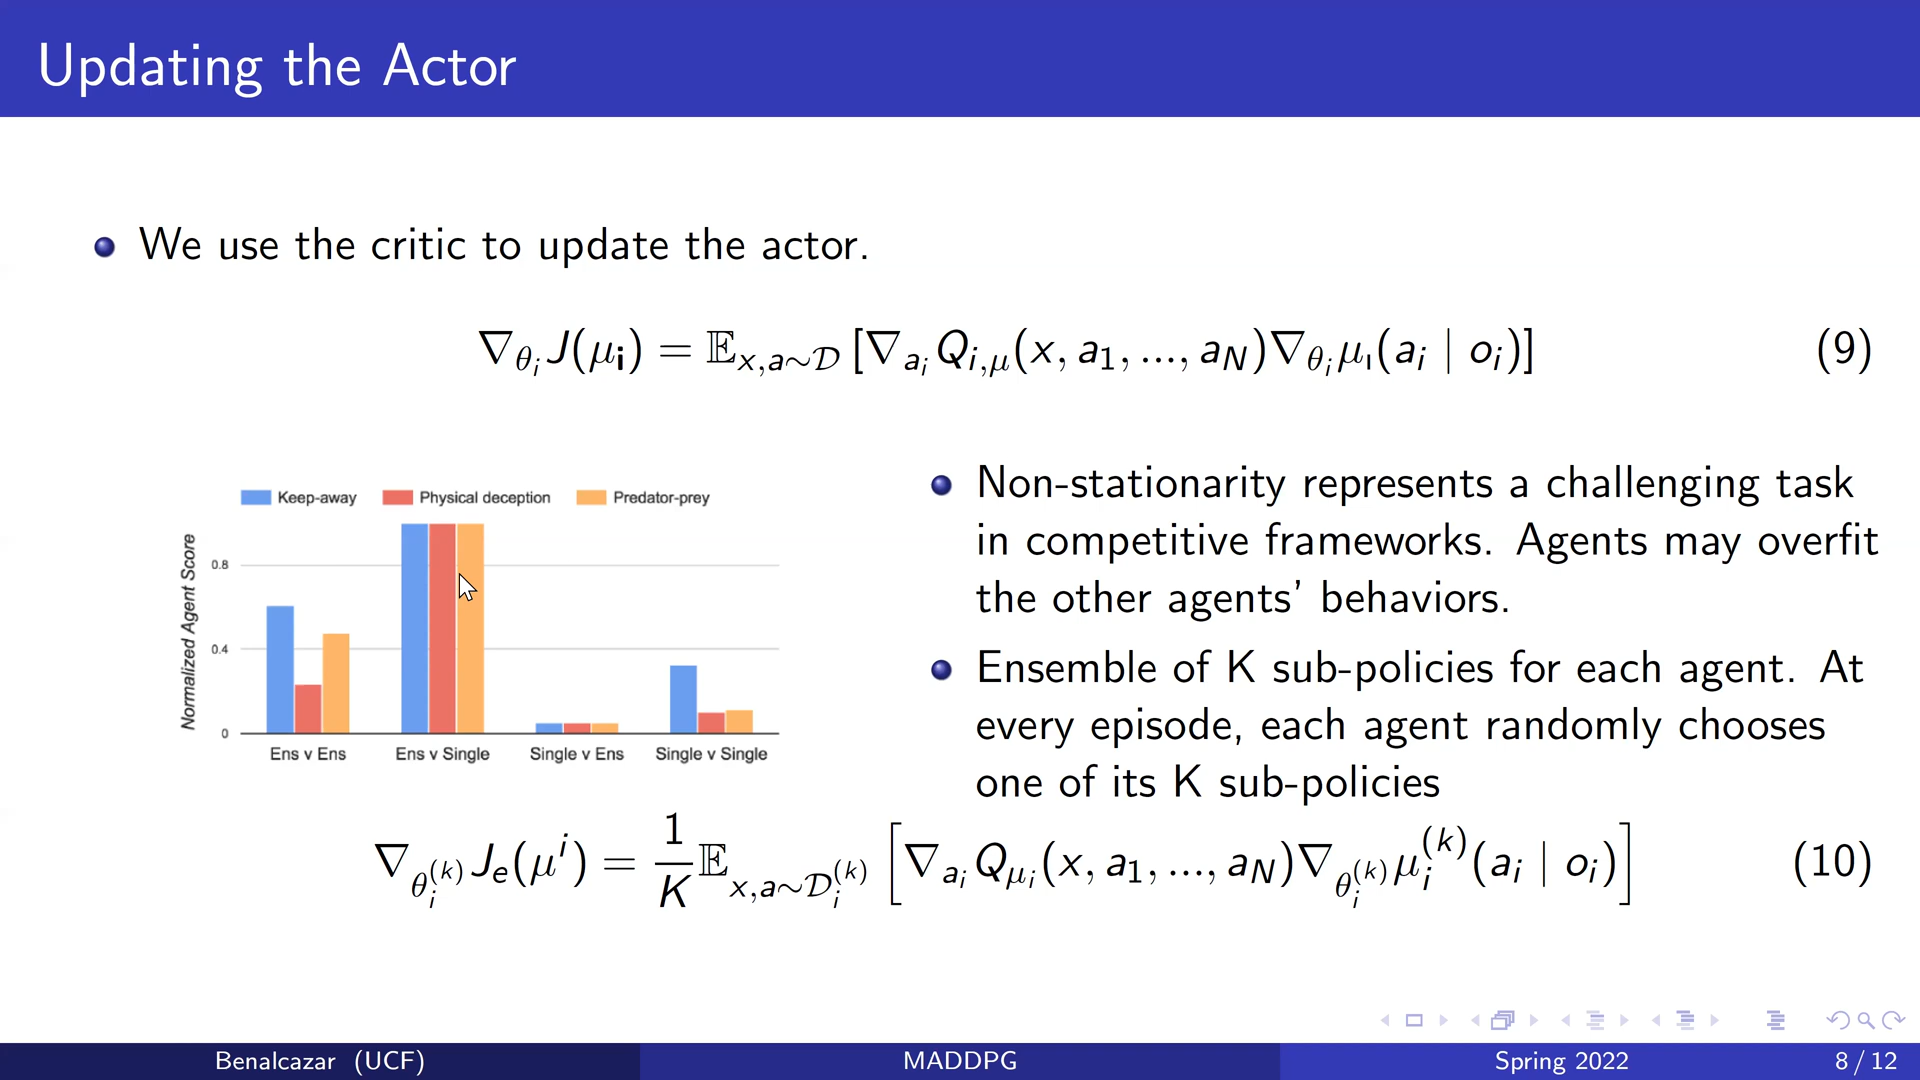 Updating the Actor
We use the critic to update the actor.
∇_{θ_i} J(μ_𝐢) = 𝔼_{x,a∼𝒟} [∇_{a_i} Q_{i,μ}(x, a_1, ..., a_N)∇_{θ_i} μ_ı(a_i | o_i)] (9)
Keep-away Physical deception Predator-prey
Normalized Agent Score
0.8
0.4
0
Ens v Ens Ens v Single Single v Ens Single v Single
Non-stationarity represents a challenging task
in competitive frameworks. Agents may overfit
the other agents' behaviors.
Ensemble of K sub-policies for each agent. At
every episode, each agent randomly chooses
one of its K sub-policies
∇_{θ_i^{(k)}} J_e(μ^i) = 1/K 𝔼_{x,a∼𝒟_i^{(k)}} [∇_{a_i} Q_{μ_i}(x, a_1, ..., a_N)∇_{θ_i^{(k)}} μ_i^{(k)}(a_i | o_i)] (10)
Benalcazar (UCF) MADDPG Spring 2022 8 / 12